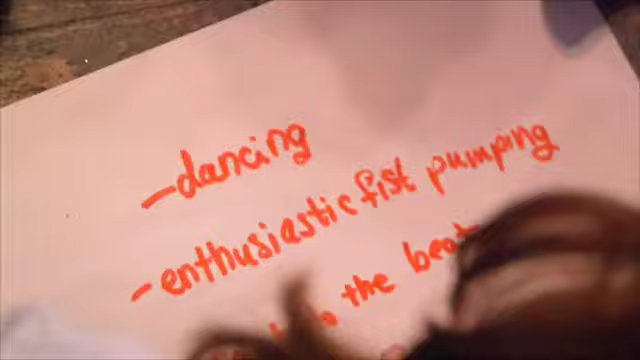 - dancing
- enthusiastic fist pumping
the beat